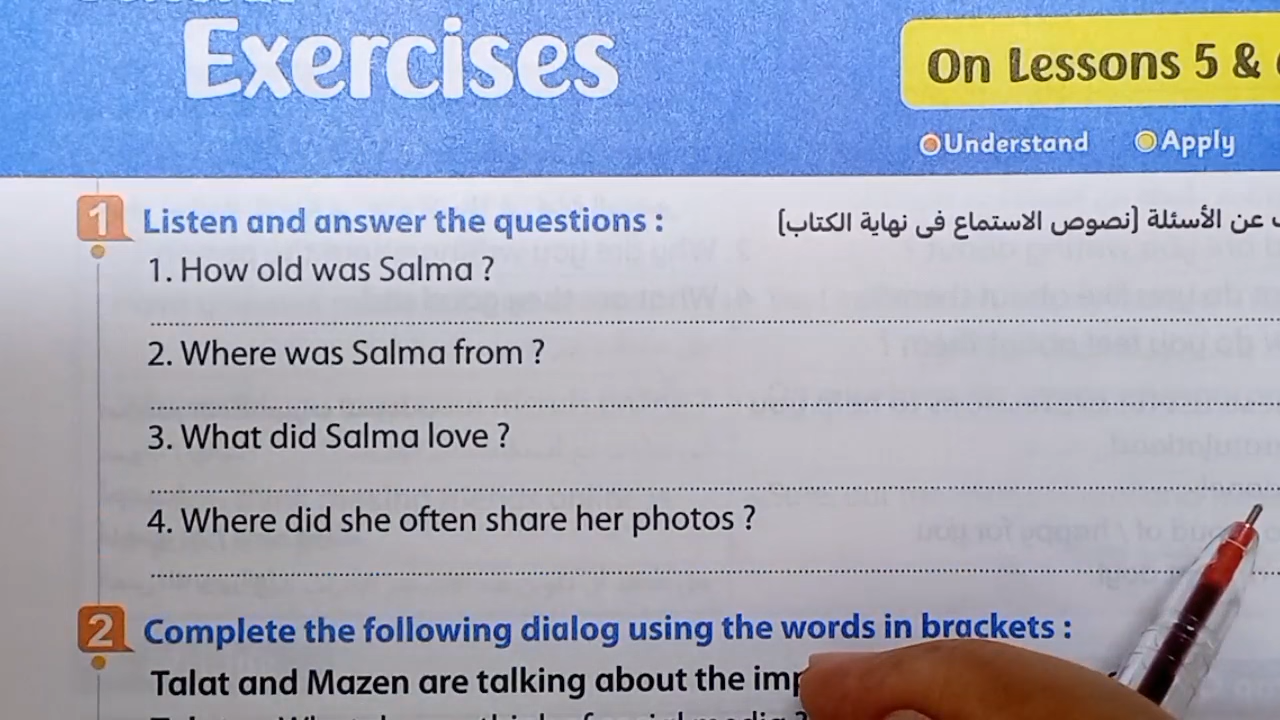 Exercises
On Lessons 5 &
Understand Apply
1 Listen and answer the questions : عن الأسئلة [نصوص الاستماع فى نهاية الكتاب]
1. How old was Salma ?
2. Where was Salma from ?
3. What did Salma love ?
4. Where did she often share her photos ?
2 Complete the following dialog using the words in brackets :
Talat and Mazen are talking about the